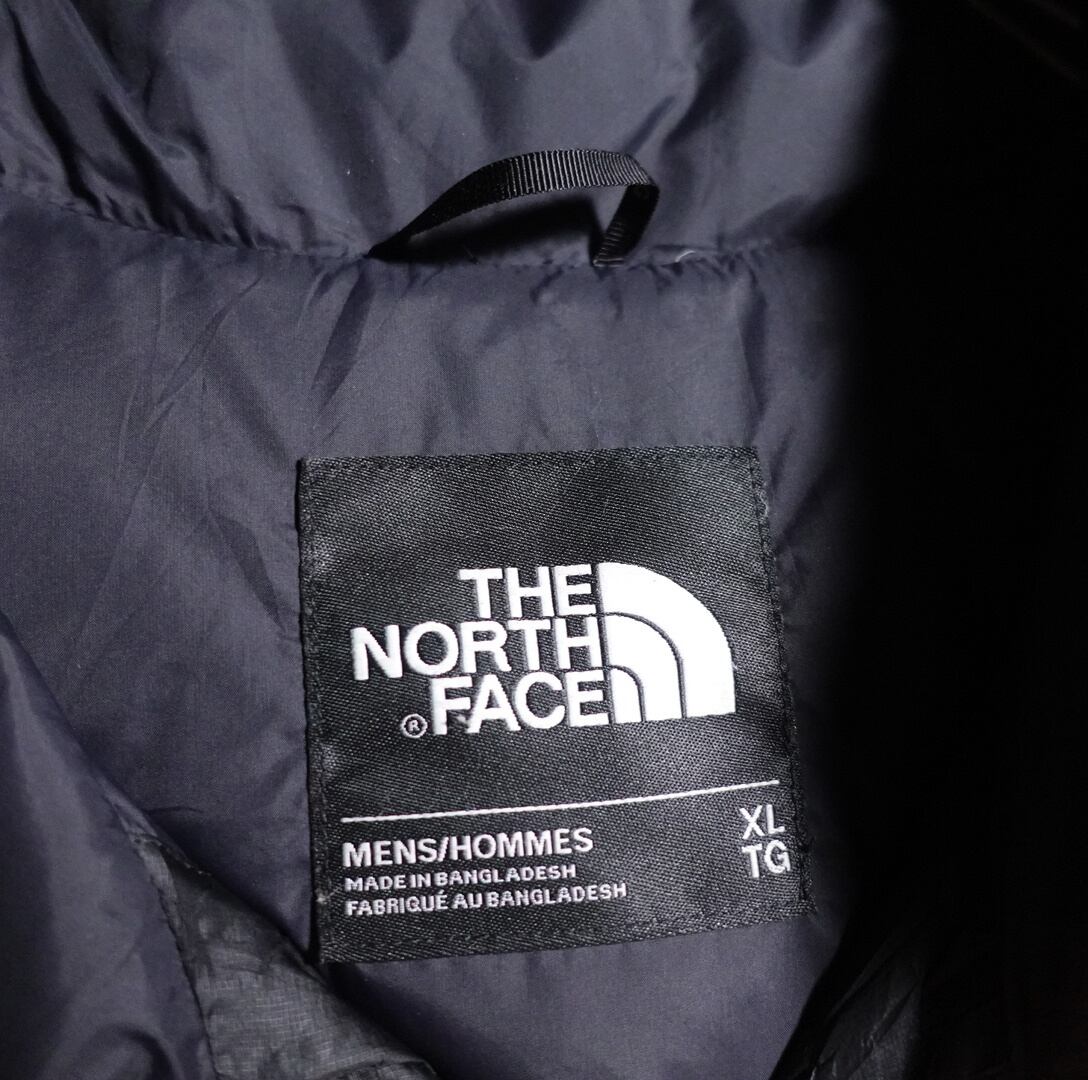 THE
NORTH
FACE
®
MENS/HOMMES
MADE IN BANGLADESH
FABRIQUÉ AU BANGLADESH
XL
TG